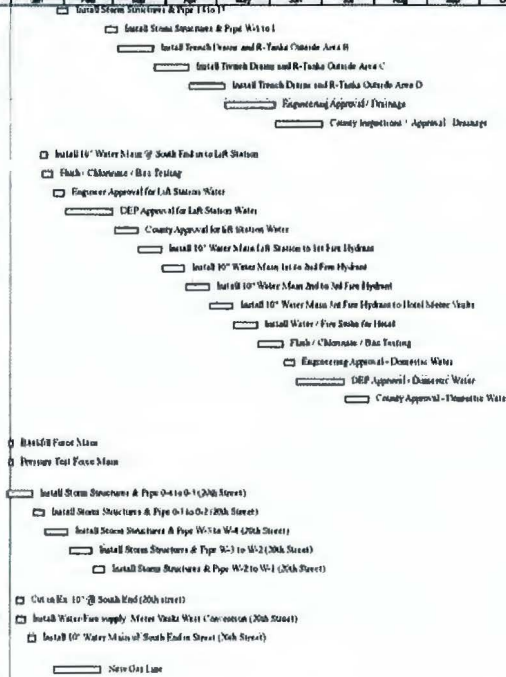 Install Storm Structures & Pipe
Install Storm Structures & Pipe W-1 to
Install Trench Drains and R-Tanks Outside Area B
Install Trench Drains and R-Tanks Outside Area C
Install Trench Drains and R-Tanks Outside Area D
Engineering Approval / Drainage
County Inspections / Approval - Drainage
Install 10" Water Main @ South End in to Lift Station
Flush / Chlorinate / Bac Testing
Engineer Approval for Lift Station Water
DEP Approval for Lift Station Water
County Approval for lift Station Water
Install 10" Water Main Lift Station to 1st Fire Hydrant
Install 10" Water Main 1st to 2nd Fire Hydrant
Install 10" Water Main 2nd to 3rd Fire Hydrant
Install 10" Water Main 3rd Fire Hydrant to Hotel Meter Vaults
Install Water / Fire Stubs for Hotel
Flush / Chlorinate / Bac Testing
Engineering Approval - Domestic Water
DEP Approval - Domestic Water
County Approval - Domestic Wate
Backfill Force Main
Pressure Test Force Main
Install Storm Structures & Pipe 0-4 to 0-3 (20th Street)
Install Storm Structures & Pipe 0-3 to 0-2 (20th Street)
Install Storm Structures & Pipe W-5 to W-4 (20th Street)
Install Storm Structures & Pipe W-3 to W-2 (20th Street)
Install Storm Structures & Pipe W-2 to W-1 (20th Street)
Cut in Ex. 10" @ South End (20th street)
Install Water/Fire supply Meter Vaults West Connection (20th Street)
Install 10" Water Main @ South End in Street (20th Street)
New Gas Line